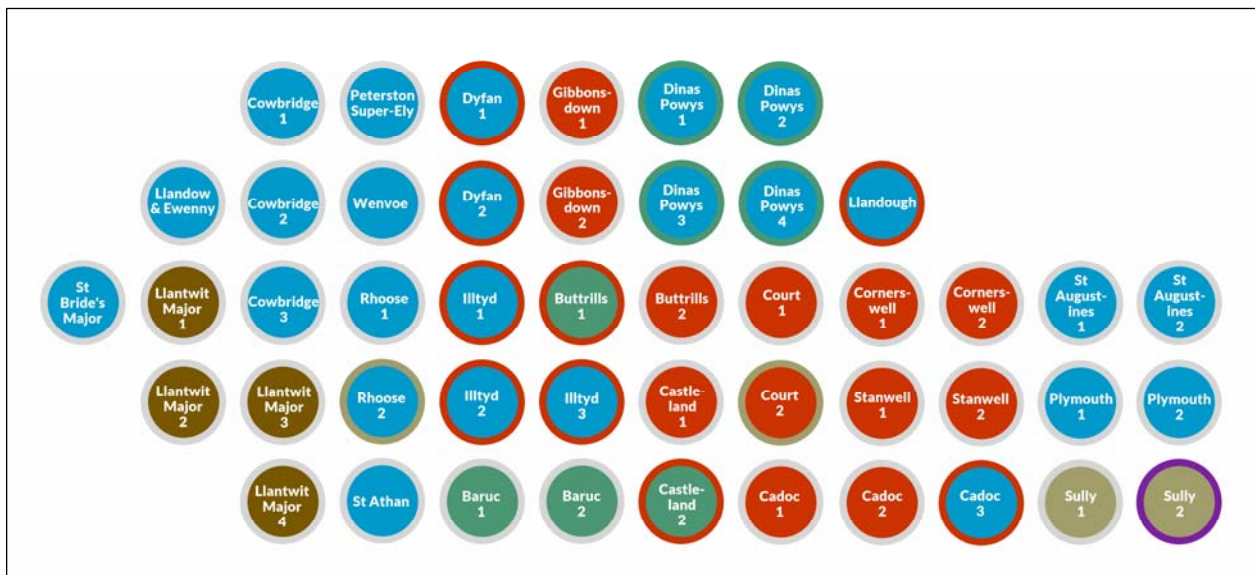 Cowbridge
1
Peterston
Super-Ely
Dyfan
1
Gibbons-
down
1
Dinas
Powys
1
Dinas
Powys
2
Llandow
& Ewenny
Cowbridge
2
Wenvoe
Dyfan
2
Gibbons-
down
2
Dinas
Powys
3
Dinas
Powys
4
Llandough
St
Bride's
Major
Llantwit
Major
1
Cowbridge
3
Rhoose
1
Illtyd
1
Buttrills
1
Buttrills
2
Court
1
Corners-
well
1
Corners-
well
2
St
August-
ines
1
St
August-
ines
2
Llantwit
Major
2
Llantwit
Major
3
Rhoose
2
Illtyd
2
Illtyd
3
Castle-
land
1
Court
2
Stanwell
1
Stanwell
2
Plymouth
1
Plymouth
2
Llantwit
Major
4
St Athan
Baruc
1
Baruc
2
Castle-
land
2
Cadoc
1
Cadoc
2
Cadoc
3
Sully
1
Sully
2